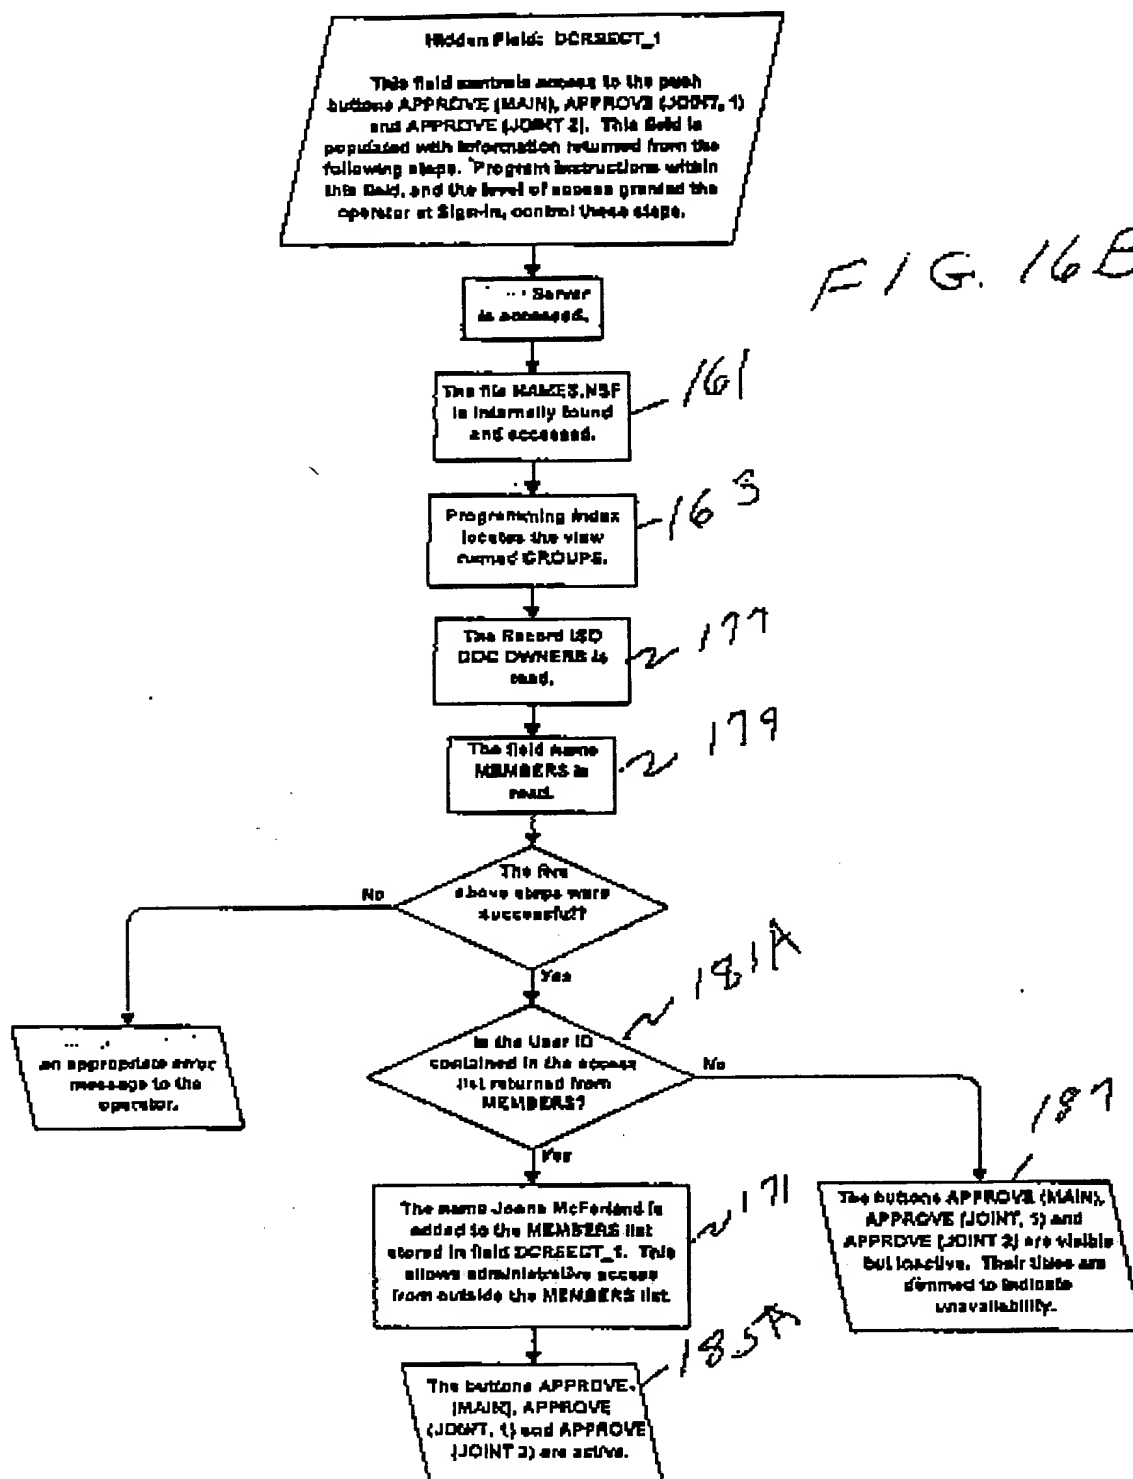 Hidden Field: DCRSECT_1
This field controls access to the push
buttons APPROVE (MAIN), APPROVE (JOINT, 1)
and APPROVE (JOINT 2). This field is
populated with information returned from the
following steps. Program instructions within
this field, and the level of access granted the
operator at Sign-in, control these steps.
FIG. 16B
Server
is accessed.
The file NAMES.NSF
is internally found
and accessed.
161
Programming index
locates the view
named GROUPS.
163
The Record ISD
DOC OWNERS is
read.
177
The field name
MEMBERS is
read.
179
The five
above steps were
successful?
No
Yes
181A
an appropriate error
message to the
operator.
Is the User ID
contained in the access
list returned from
MEMBERS?
No
Yes
187
The name Joana McFarland is
added to the MEMBERS list
stored in field DCRSECT_1. This
allows administrative access
from outside the MEMBERS list.
171
The buttons APPROVE (MAIN),
APPROVE (JOINT, 1) and
APPROVE (JOINT 2) are visible
but inactive. Their titles are
dimmed to indicate
unavailability.
185A
The buttons APPROVE,
(MAIN), APPROVE
(JOINT, 1) and APPROVE
(JOINT 2) are active.